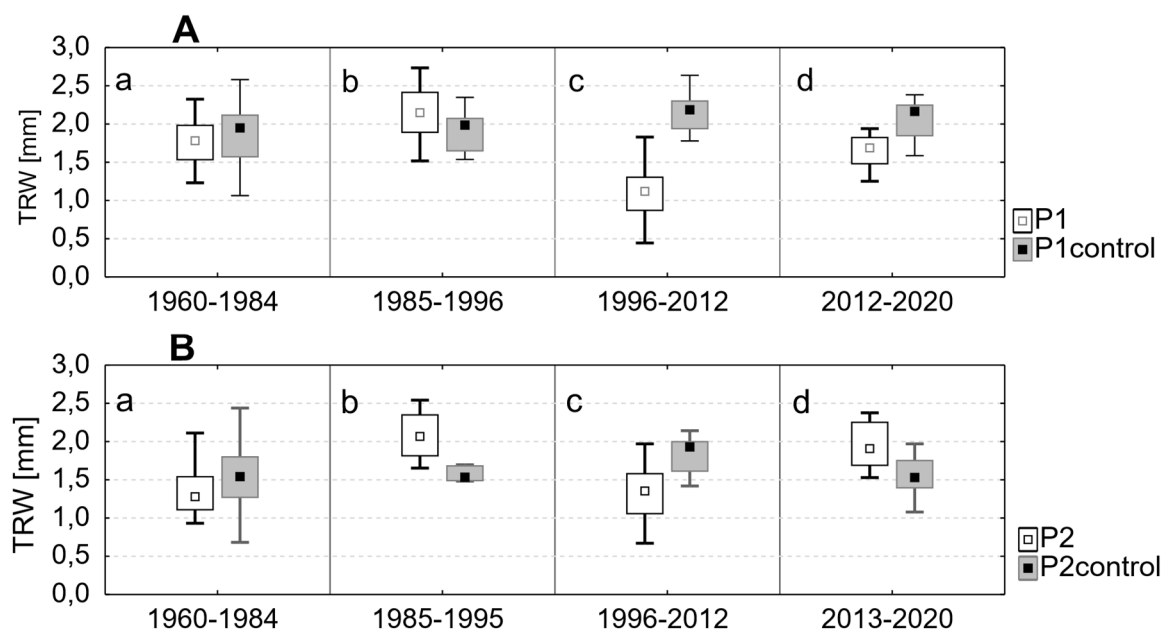 A
3,0
2,5
2,0
1,5
1,0
0,5
0,0
TRW [mm]
a
b
c
d
P1
P1control
1960-1984
1985-1996
1996-2012
2012-2020
B
3,0
2,5
2,0
1,5
1,0
0,5
0,0
TRW [mm]
a
b
c
d
P2
P2control
1960-1984
1985-1995
1996-2012
2013-2020